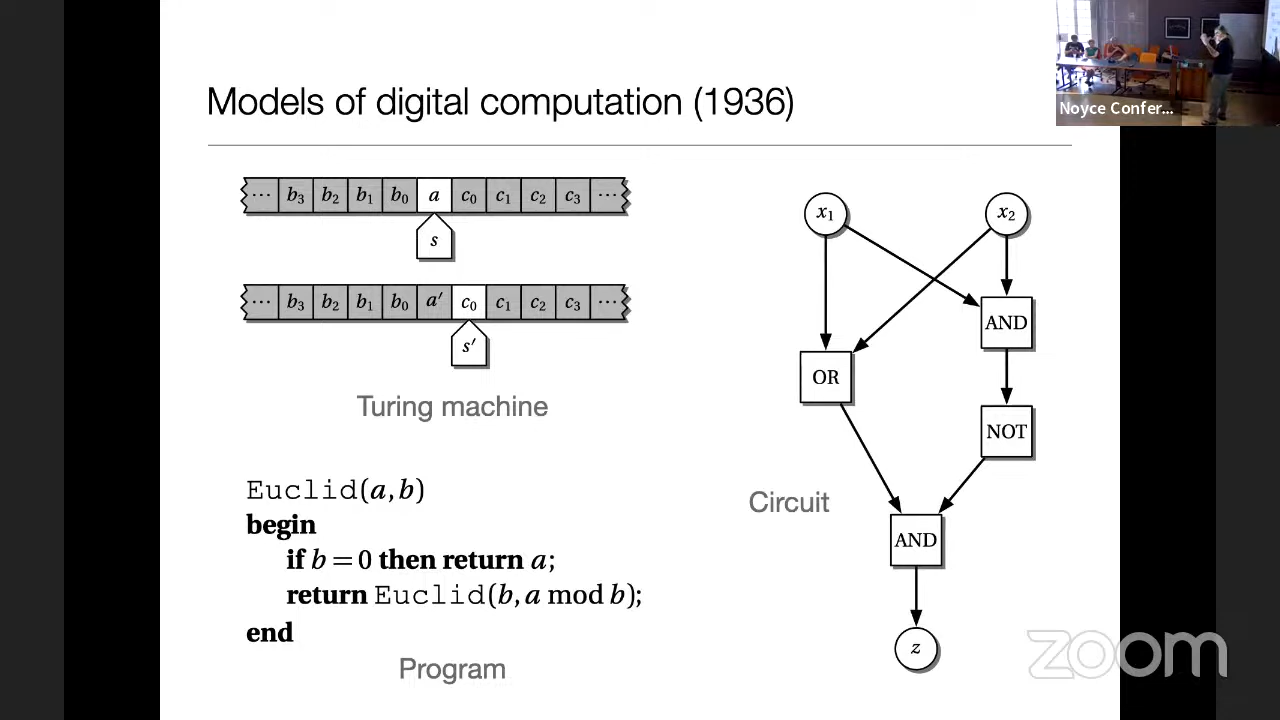 Models of digital computation (1936)
Noyce Confer...
⋯ b₃ b₂ b₁ b₀ a c₀ c₁ c₂ c₃ ⋯
s
⋯ b₃ b₂ b₁ b₀ a′ c₀ c₁ c₂ c₃ ⋯
s′
Turing machine
Euclid(a, b)
begin
if b = 0 then return a;
return Euclid(b, a mod b);
end
Program
x₁ x₂
AND
OR
NOT
Circuit
AND
z
zoom